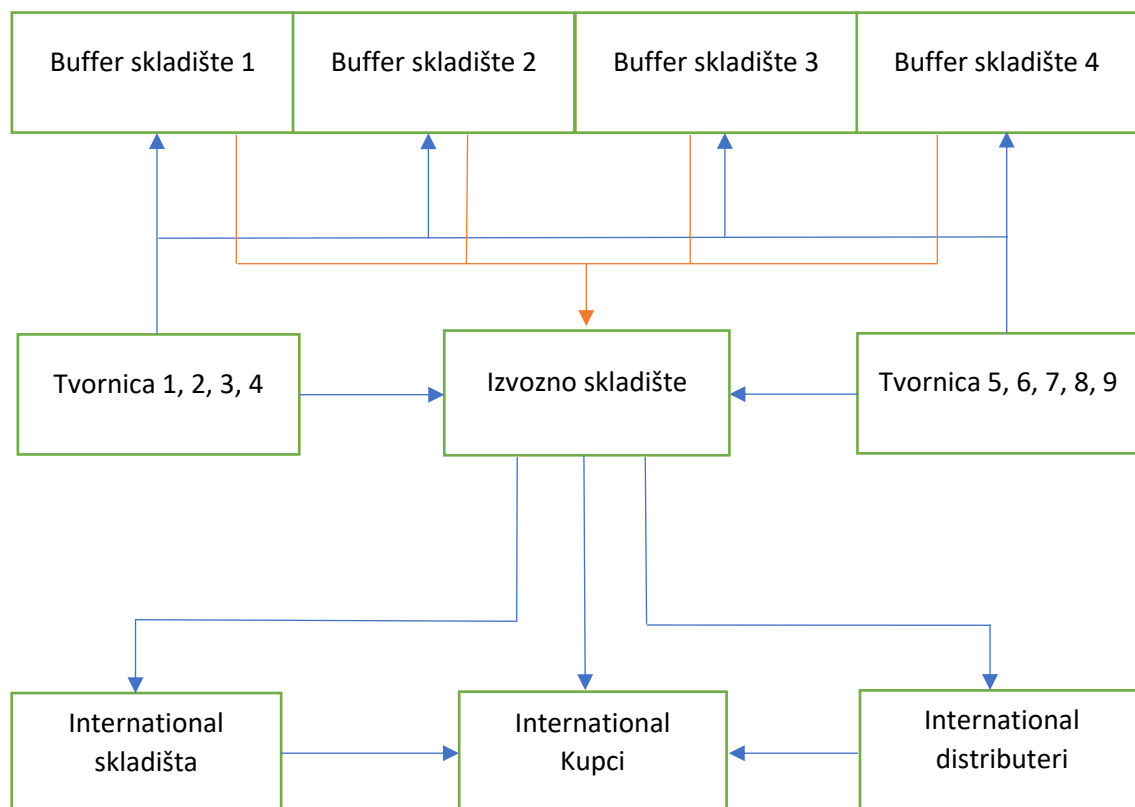 Buffer skladište 1
Buffer skladište 2
Buffer skladište 3
Buffer skladište 4
Tvornica 1, 2, 3, 4
Izvozno skladište
Tvornica 5, 6, 7, 8, 9
International
skladišta
International
Kupci
International
distributeri